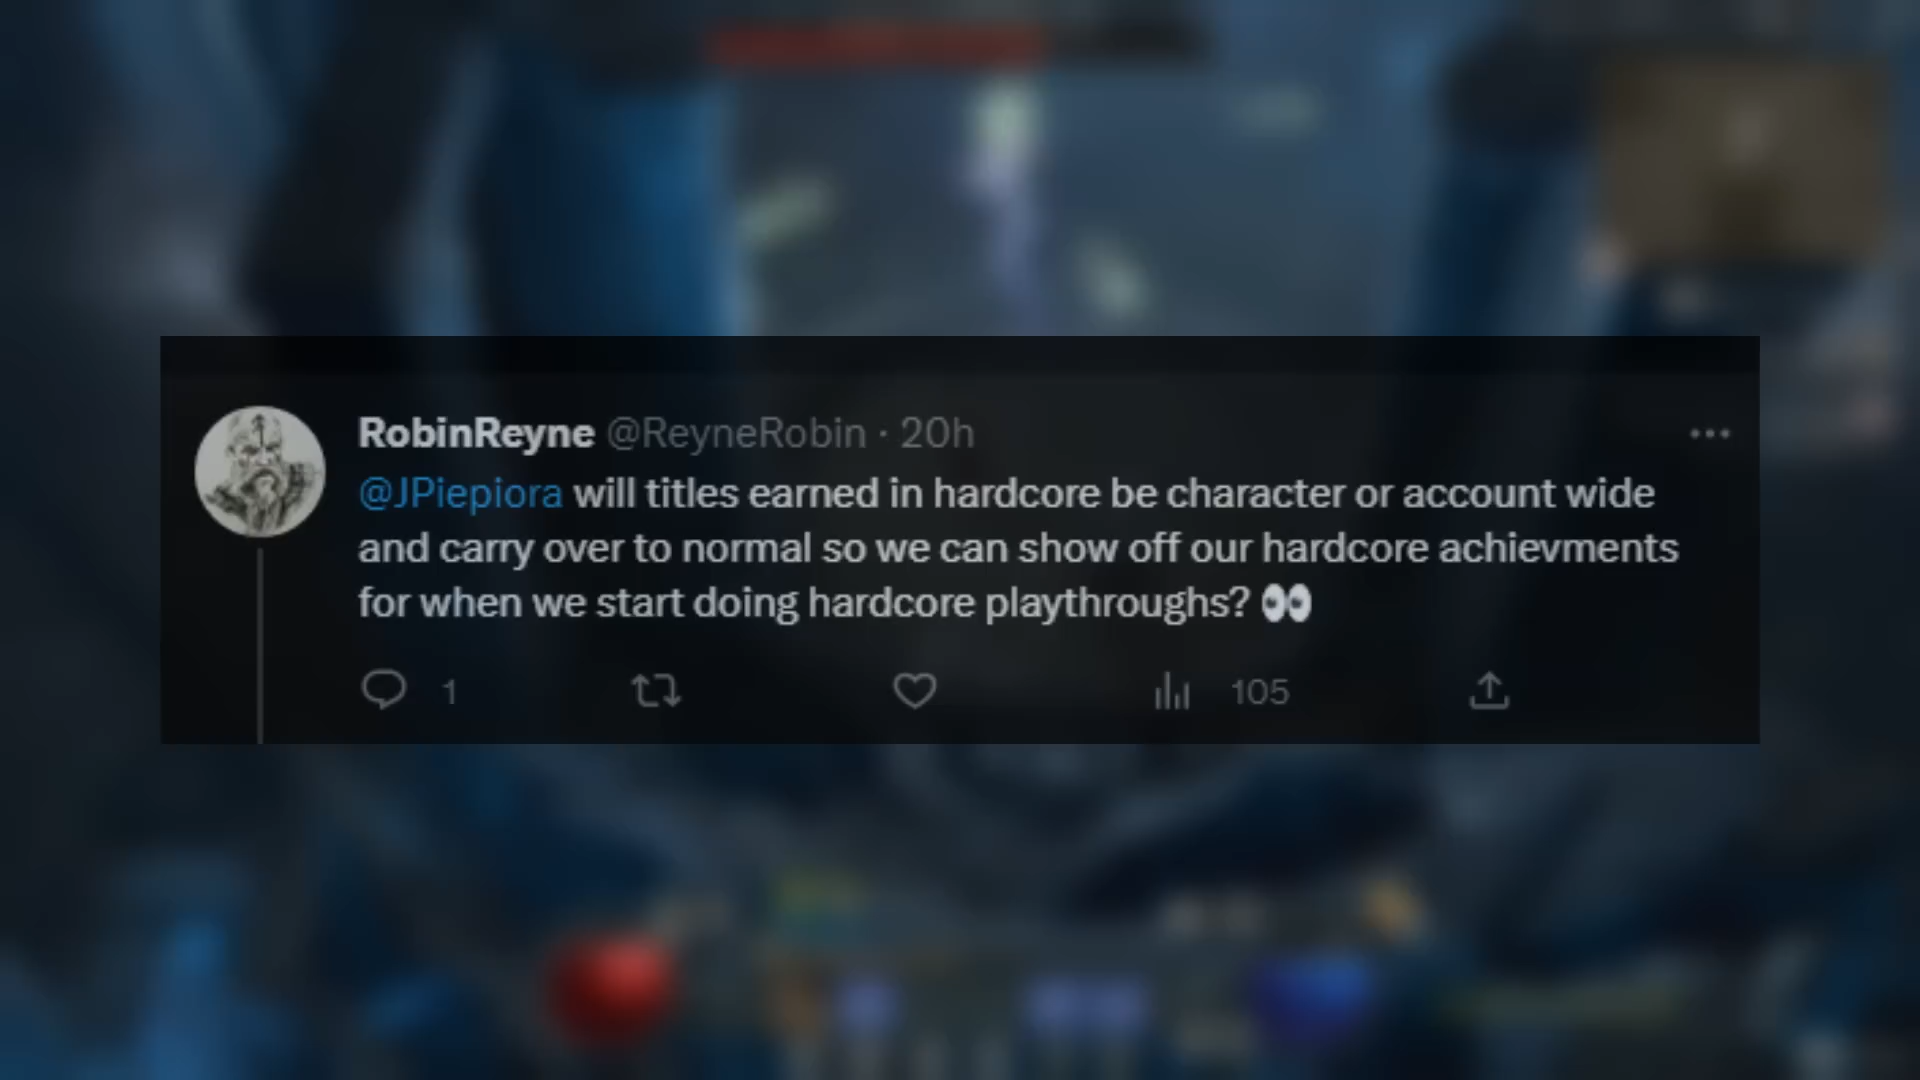 RobinReyne @ReyneRobin · 20h
@JPiepiora will titles earned in hardcore be character or account wide
and carry over to normal so we can show off our hardcore achievments
for when we start doing hardcore playthroughs? 👀
1 105